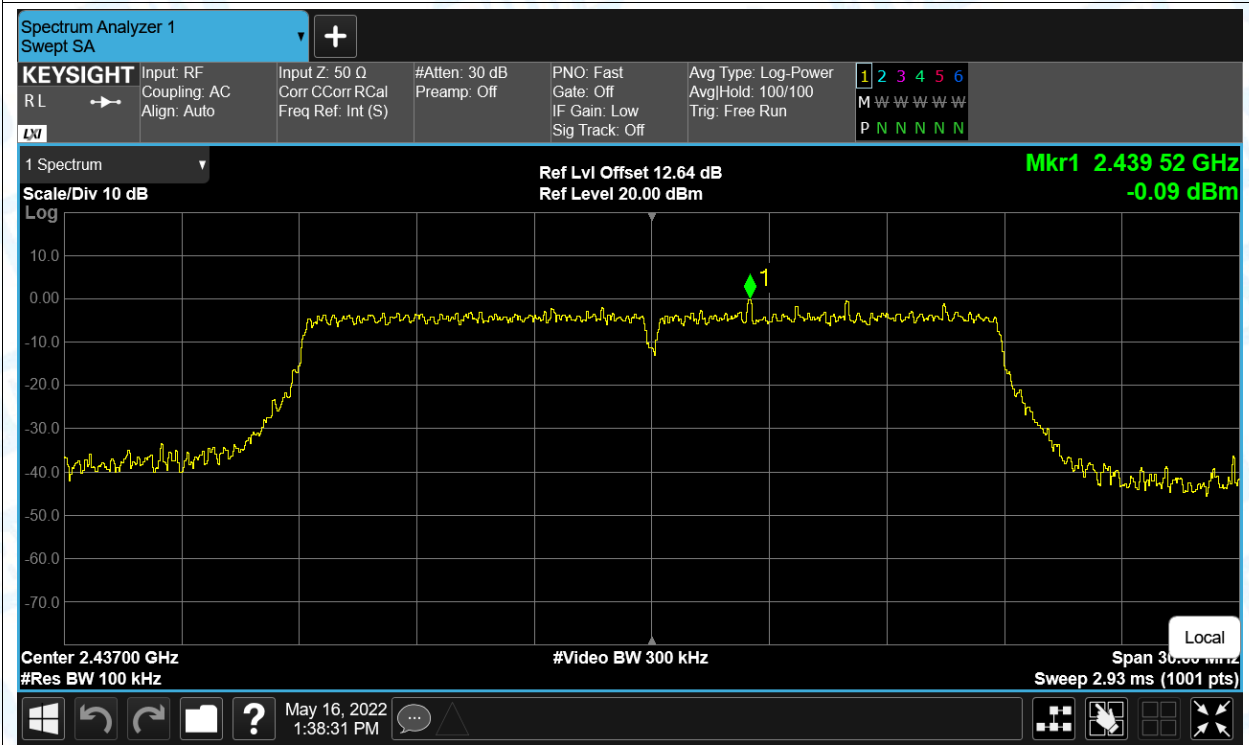 Spectrum Analyzer 1
Swept SA
KEYSIGHT
R L
LXI
Input: RF
Coupling: AC
Align: Auto
Input Z: 50 Ω
Corr CCorr RCal
Freq Ref: Int (S)
#Atten: 30 dB
Preamp: Off
PNO: Fast
Gate: Off
IF Gain: Low
Sig Track: Off
Avg Type: Log-Power
Avg|Hold: 100/100
Trig: Free Run
1 2 3 4 5 6
M W W W W W
P N N N N N
1 Spectrum
Scale/Div 10 dB
Log
Ref Lvl Offset 12.64 dB
Ref Level 20.00 dBm
Mkr1 2.439 52 GHz
-0.09 dBm
1
10.0
0.00
-10.0
-20.0
-30.0
-40.0
-50.0
-60.0
-70.0
Local
Center 2.43700 GHz
#Res BW 100 kHz
#Video BW 300 kHz
Span 30.00 MHz
Sweep 2.93 ms (1001 pts)
?
May 16, 2022
1:38:31 PM